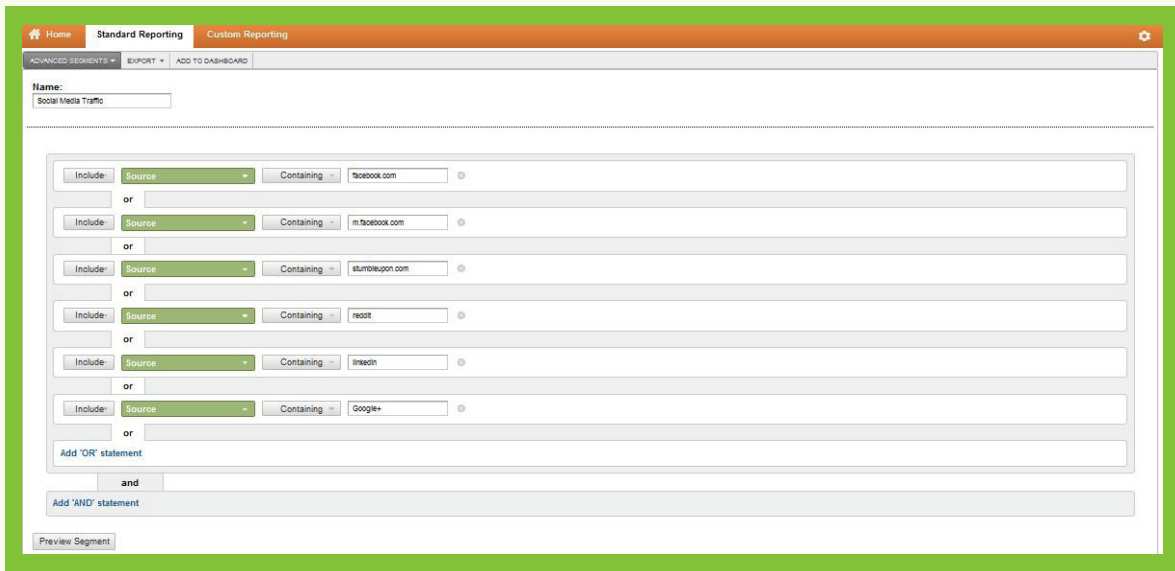 Home Standard Reporting Custom Reporting
ADVANCED SEGMENTS EXPORT ADD TO DASHBOARD
Name:
Social Media Traffic
Include Source Containing facebook.com
or
Include Source Containing m.facebook.com
or
Include Source Containing stumbleupon.com
or
Include Source Containing reddit
or
Include Source Containing linkedin
or
Include Source Containing Google+
or
Add 'OR' statement
and
Add 'AND' statement
Preview Segment